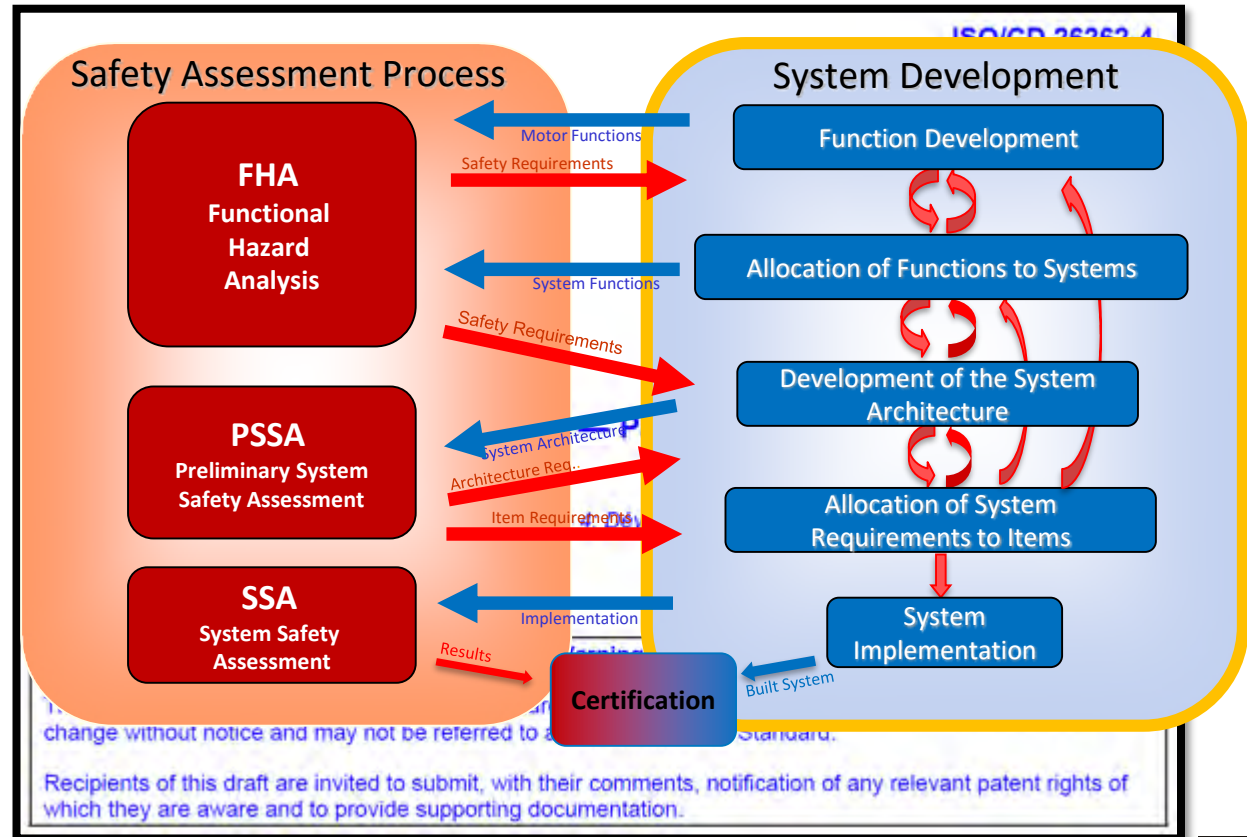 ISO/CD 26262-4
Safety Assessment Process
System Development
FHA
Functional
Hazard
Analysis
Motor Functions
Safety Requirements
Function Development
System Functions
Allocation of Functions to Systems
Safety Requirements
Development of the System
Architecture
PSSA
Preliminary System
Safety Assessment
System Architecture
— P
Architecture Req..
Item Requirements
4: Dev
Allocation of System
Requirements to Items
SSA
System Safety
Assessment
Implementation
System
Implementation
Results
Certification
Built System
change without notice and may not be referred to a
Standard.
Recipients of this draft are invited to submit, with their comments, notification of any relevant patent rights of
which they are aware and to provide supporting documentation.